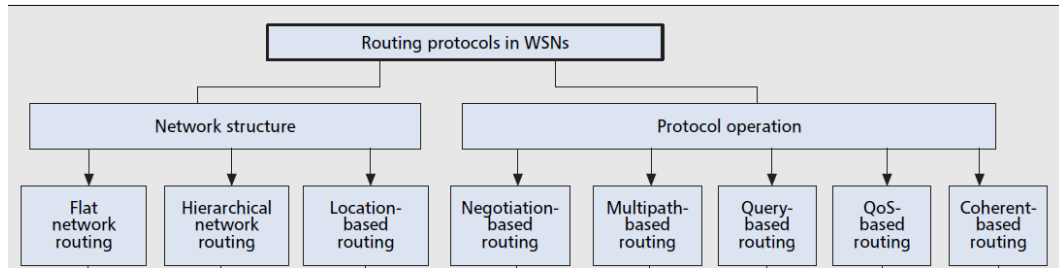 Routing protocols in WSNs
Network structure
Protocol operation
Flat
network
routing
Hierarchical
network
routing
Location-
based
routing
Negotiation-
based
routing
Multipath-
based
routing
Query-
based
routing
QoS-
based
routing
Coherent-
based
routing